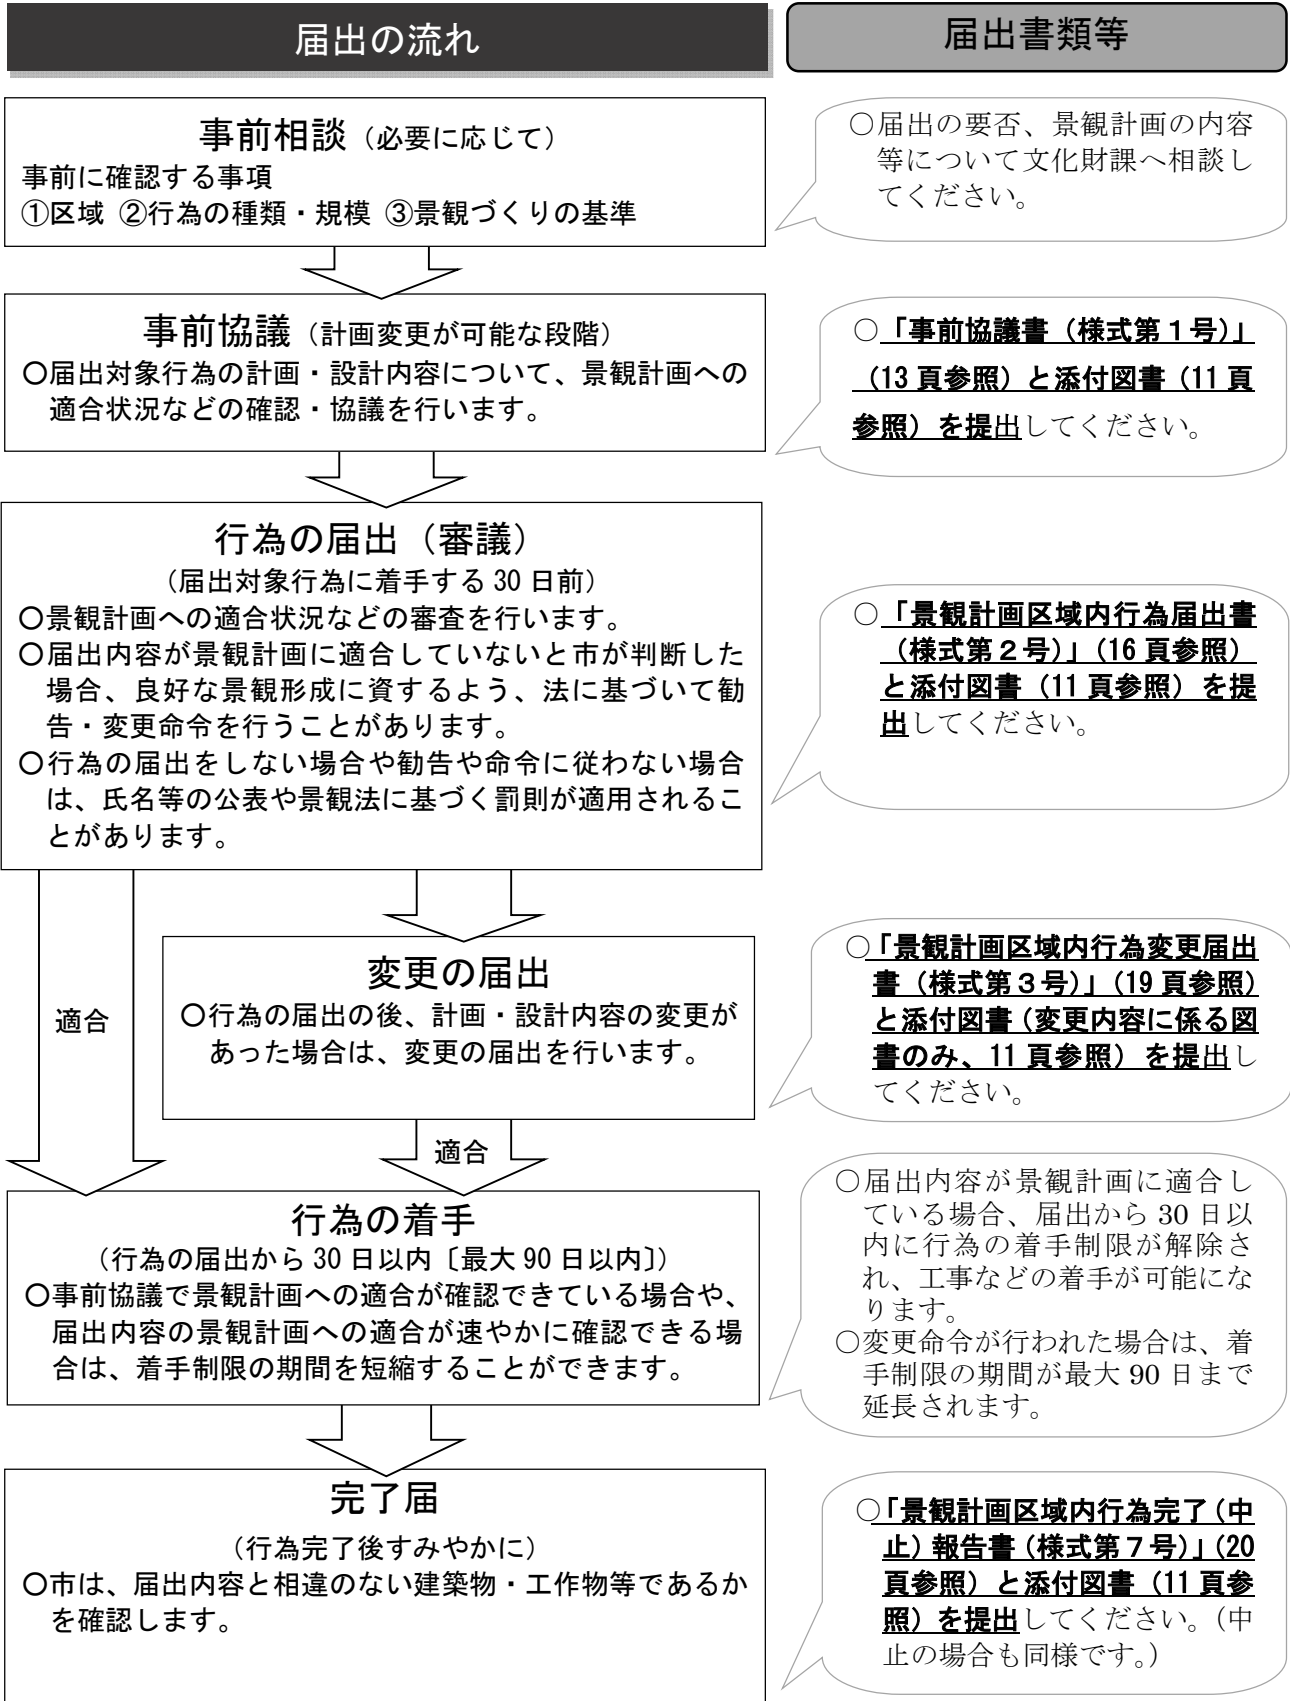 届出の流れ
届出書類等
事前相談（必要に応じて）
事前に確認する事項
①区域 ②行為の種類・規模 ③景観づくりの基準
○届出の要否、景観計画の内容
等について文化財課へ相談し
てください。
事前協議（計画変更が可能な段階）
○届出対象行為の計画・設計内容について、景観計画への
適合状況などの確認・協議を行います。
○「事前協議書（様式第１号）」
（13 頁参照）と添付図書（11 頁
参照）を提出してください。
行為の届出（審議）
（届出対象行為に着手する 30 日前）
○景観計画への適合状況などの審査を行います。
○届出内容が景観計画に適合していないと市が判断した
場合、良好な景観形成に資するよう、法に基づいて勧
告・変更命令を行うことがあります。
○行為の届出をしない場合や勧告や命令に従わない場合
は、氏名等の公表や景観法に基づく罰則が適用されるこ
とがあります。
○「景観計画区域内行為届出書
（様式第２号）」（16 頁参照）
と添付図書（11 頁参照）を提
出してください。
適合
変更の届出
○行為の届出の後、計画・設計内容の変更が
あった場合は、変更の届出を行います。
○「景観計画区域内行為変更届出
書（様式第３号）」（19 頁参照）
と添付図書（変更内容に係る図
書のみ、11 頁参照）を提出し
てください。
適合
行為の着手
（行為の届出から 30 日以内〔最大 90 日以内〕）
○事前協議で景観計画への適合が確認できている場合や、
届出内容の景観計画への適合が速やかに確認できる場
合は、着手制限の期間を短縮することができます。
○届出内容が景観計画に適合し
ている場合、届出から 30 日以
内に行為の着手制限が解除さ
れ、工事などの着手が可能にな
ります。
○変更命令が行われた場合は、着
手制限の期間が最大 90 日まで
延長されます。
完了届
（行為完了後すみやかに）
○市は、届出内容と相違のない建築物・工作物等であるか
を確認します。
○「景観計画区域内行為完了（中
止）報告書（様式第７号）」（20
頁参照）と添付図書（11 頁参
照）を提出してください。（中
止の場合も同様です。）